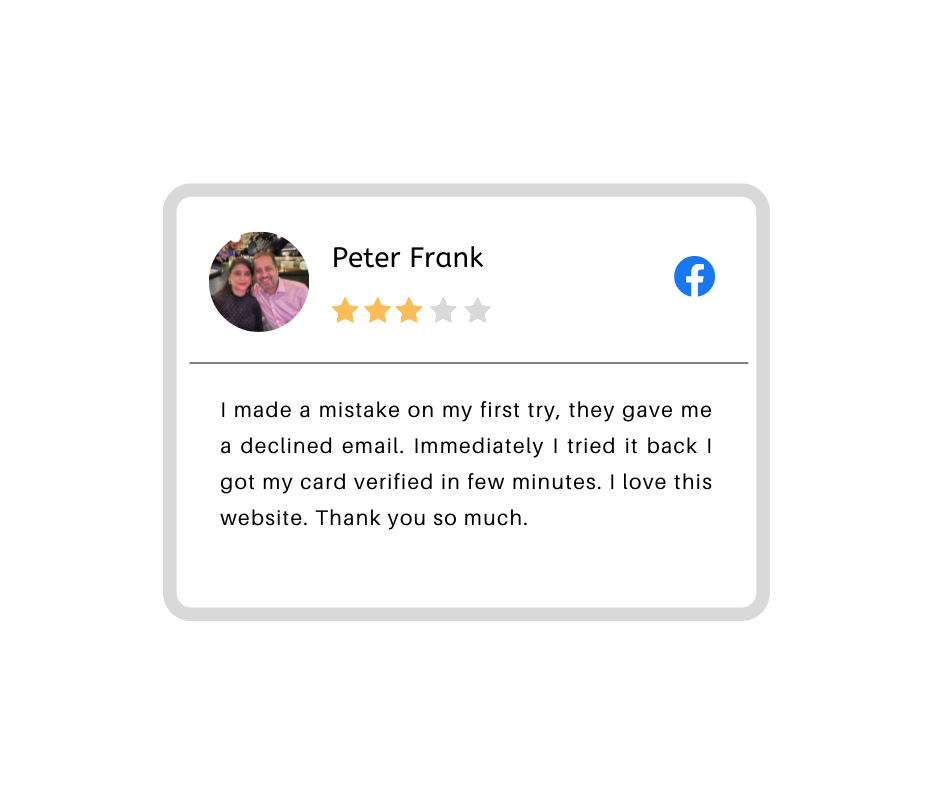 Peter Frank
I made a mistake on my first try, they gave me
a declined email. Immediately I tried it back I
got my card verified in few minutes. I love this
website. Thank you so much.